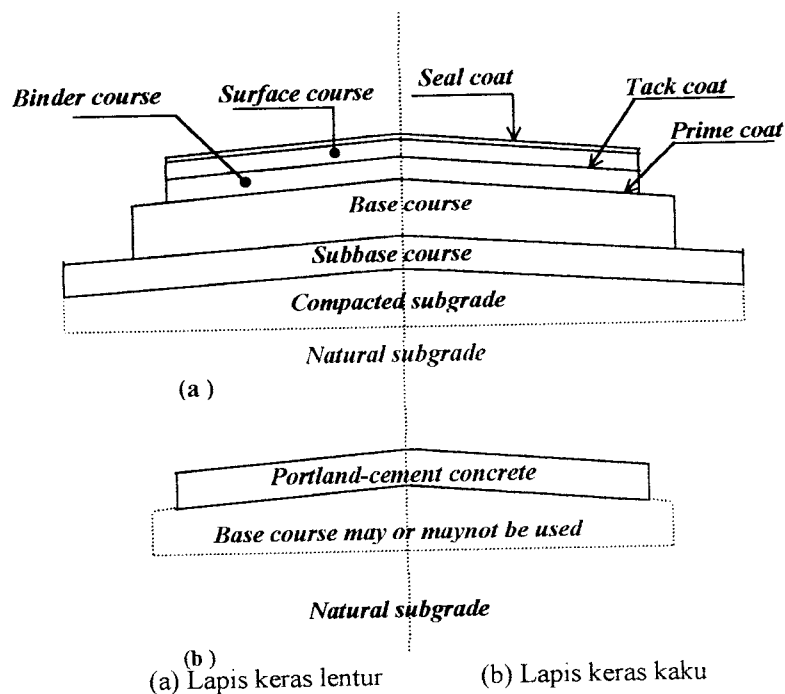 Seal coat
Tack coat
Surface course
Binder course
Prime coat
Base course
Subbase course
Compacted subgrade
Natural subgrade
(a )
Portland-cement concrete
Base course may or maynot be used
Natural subgrade
(b )
(a) Lapis keras lentur (b) Lapis keras kaku